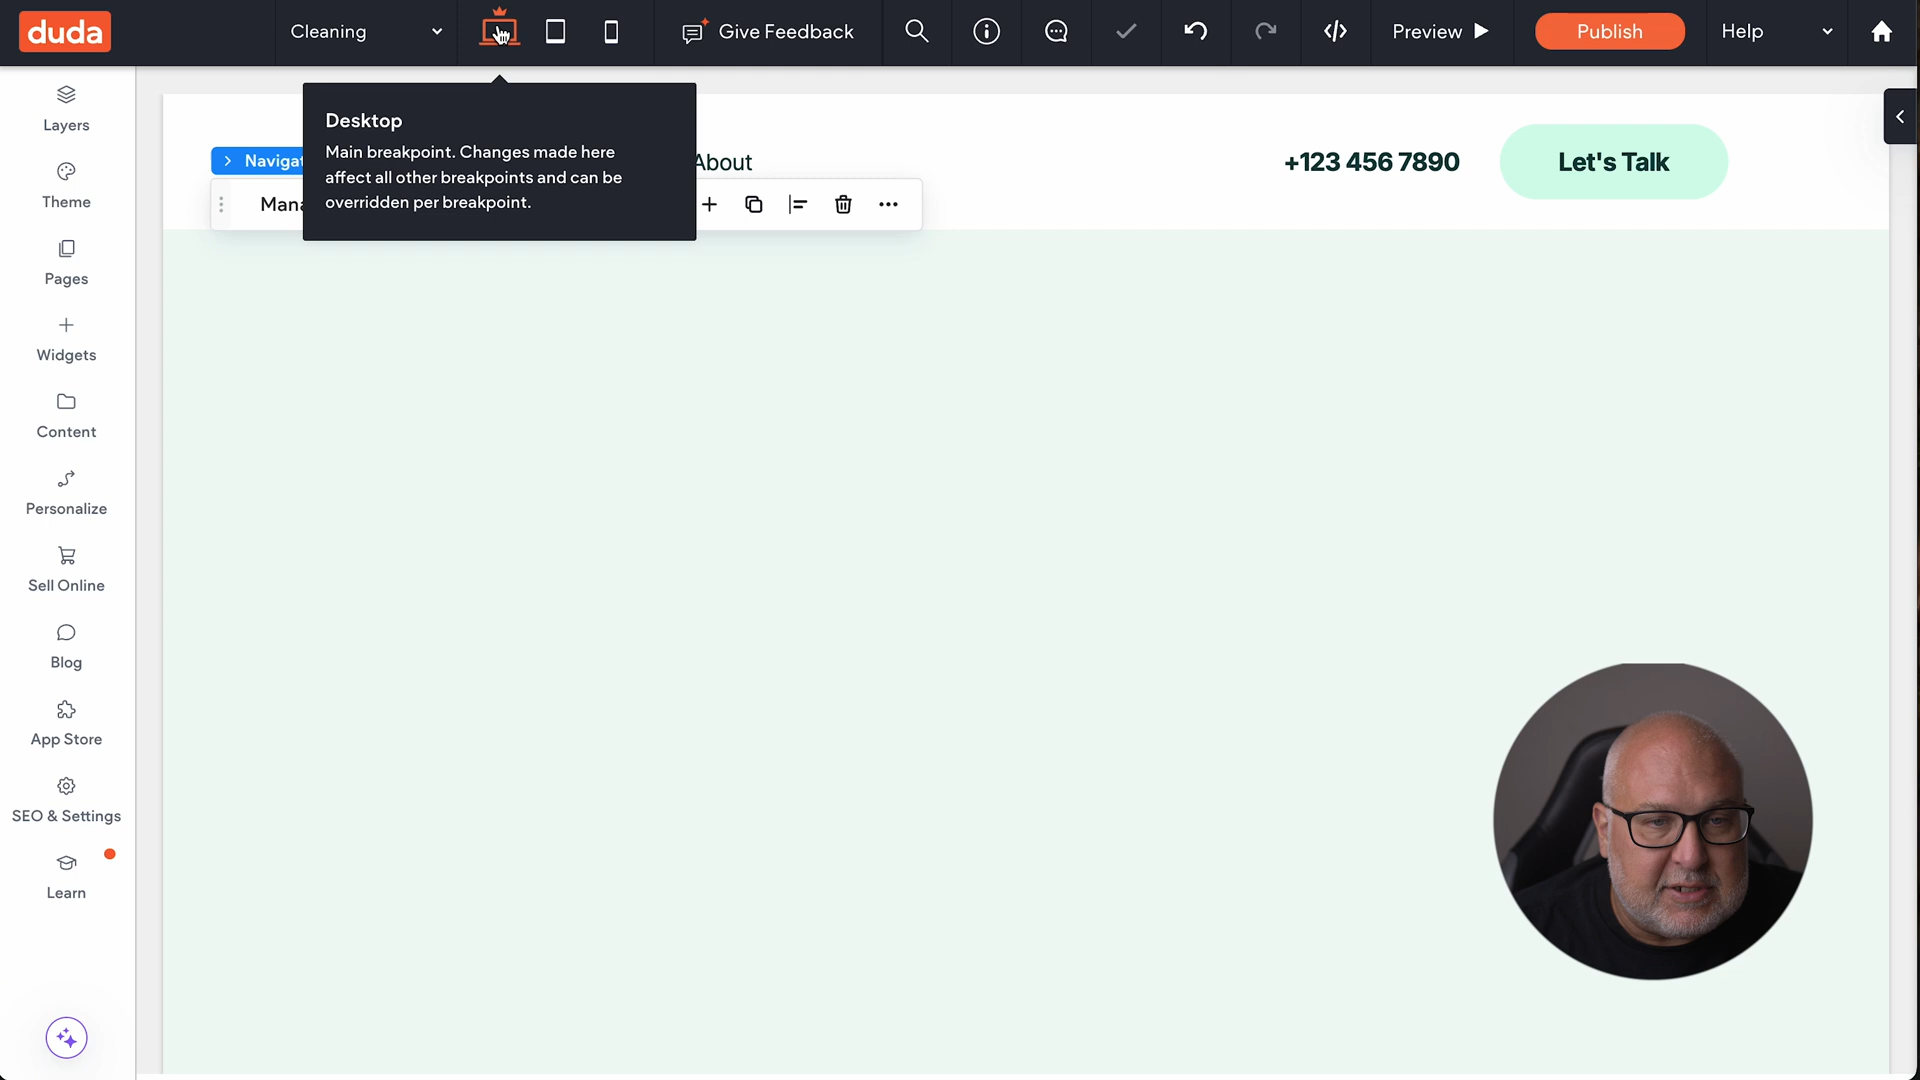 duda
Cleaning
Give Feedback
Preview
Publish
Help
Layers
Theme
Pages
Widgets
Content
Personalize
Sell Online
Blog
App Store
SEO & Settings
Learn
Desktop
Main breakpoint. Changes made here
affect all other breakpoints and can be
overridden per breakpoint.
About
+123 456 7890
Let's Talk